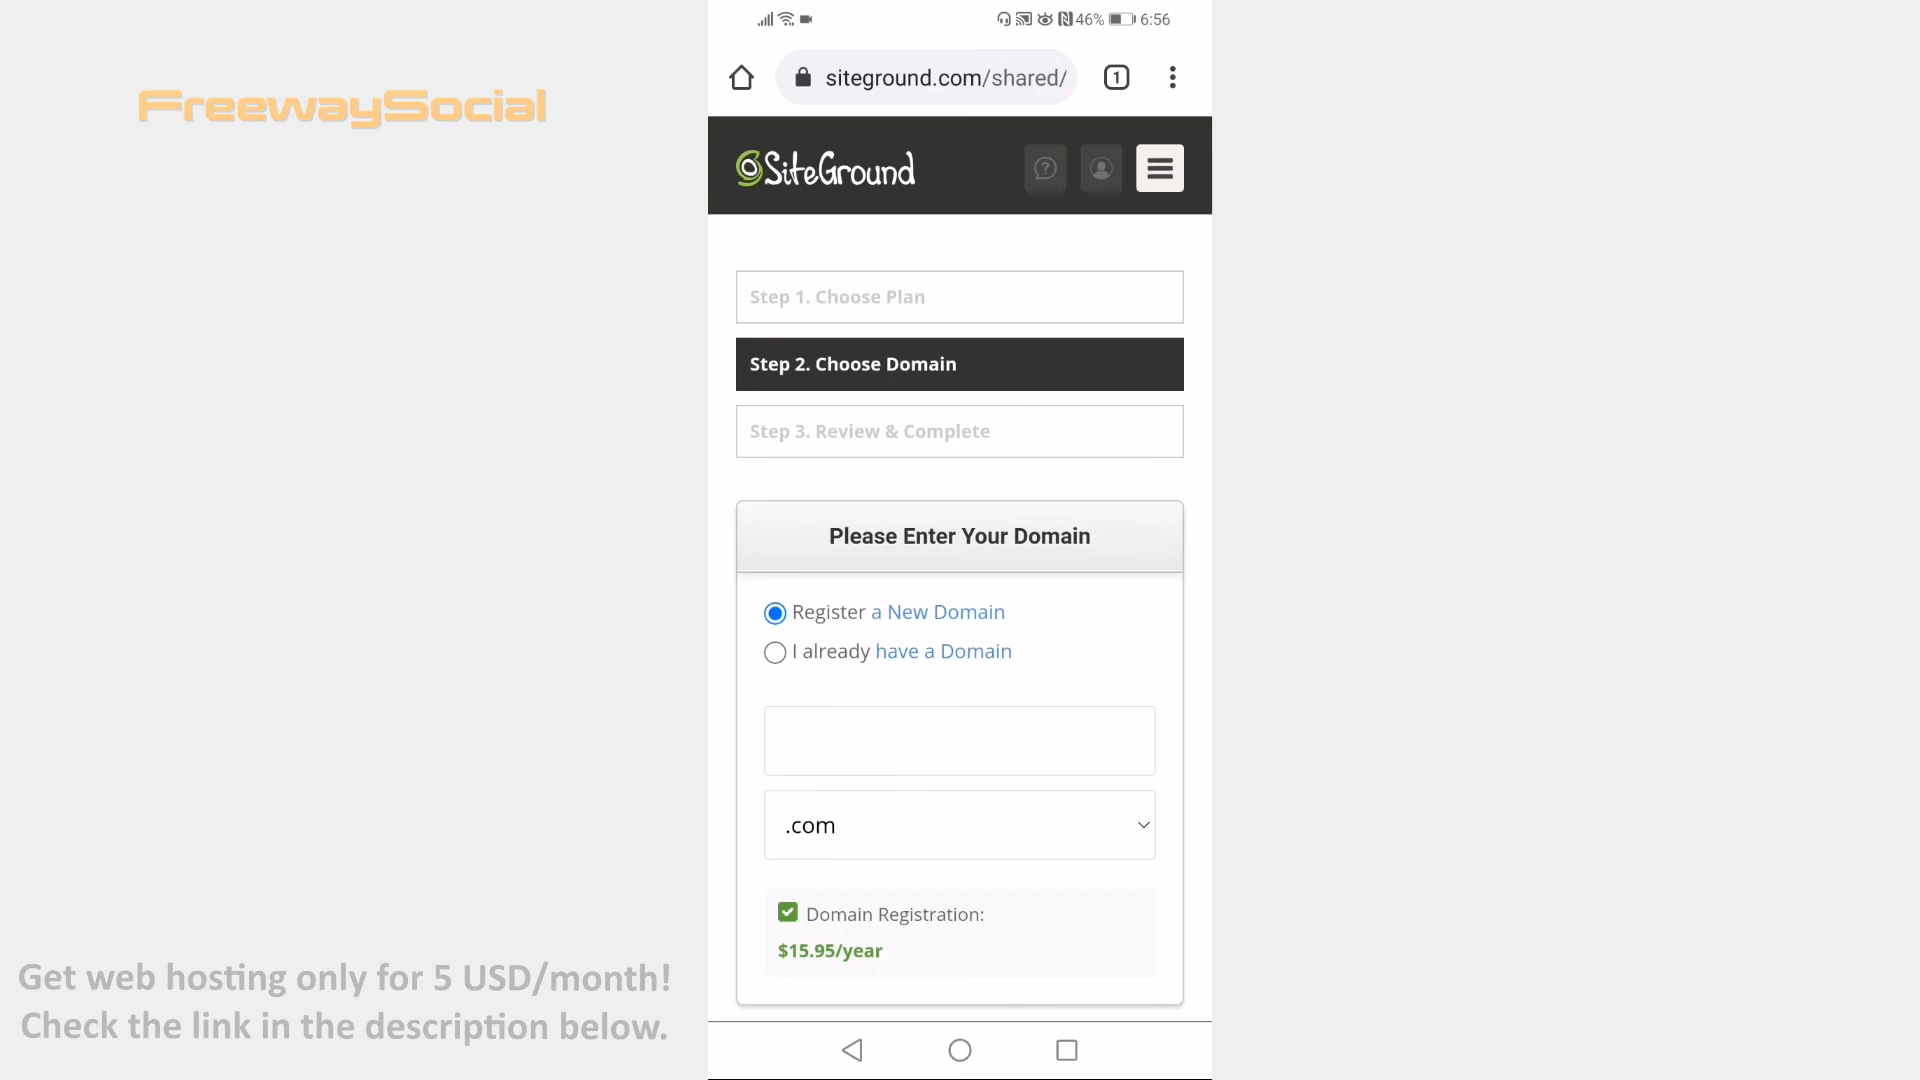 46% 6:56
siteground.com/shared/
1
FreewaySocial
SiteGround
Step 1. Choose Plan
Step 2. Choose Domain
Step 3. Review & Complete
Please Enter Your Domain
Register a New Domain
I already have a Domain
.com
Domain Registration:
$15.95/year
Get web hosting only for 5 USD/month!
Check the link in the description below.